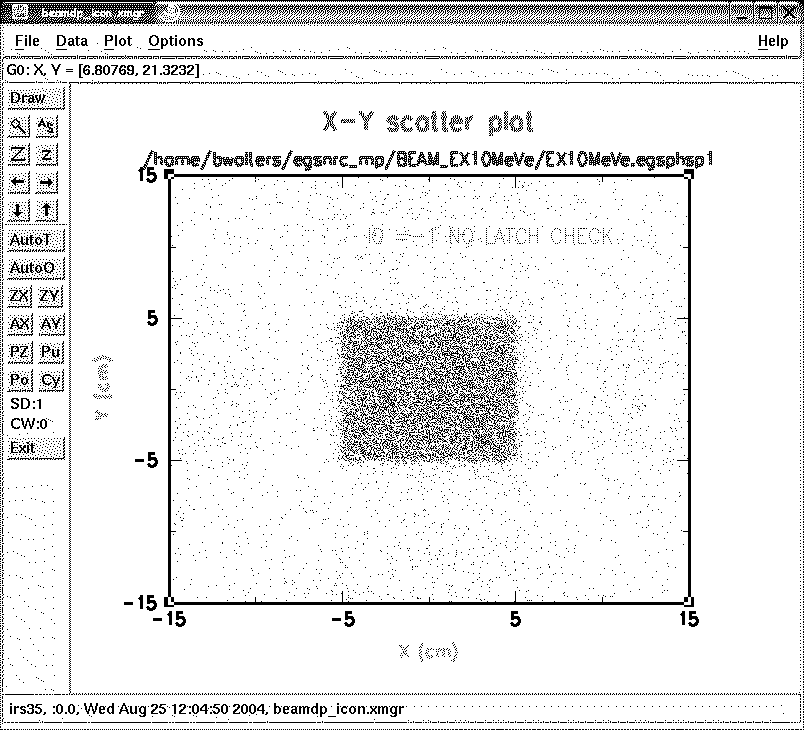 beamdp_icon.xmgr
File Data Plot Options Help
G0: X, Y = [6.80769, 21.3232]
Draw
As
Z z
AutoT
AutoO
ZX ZY
AX AY
PZ Pu
Po Cy
SD:1
CW:0
Exit
X-Y scatter plot
/home/bwalters/egsnrc_mp/BEAM_EX10MeVe/EX10MeVe.egsphsp1
I0 =-1 NO LATCH CHECK
15
5
-5
-15
Y (cm)
-15 -5 5 15
X (cm)
irs35, :0.0, Wed Aug 25 12:04:50 2004, beamdp_icon.xmgr